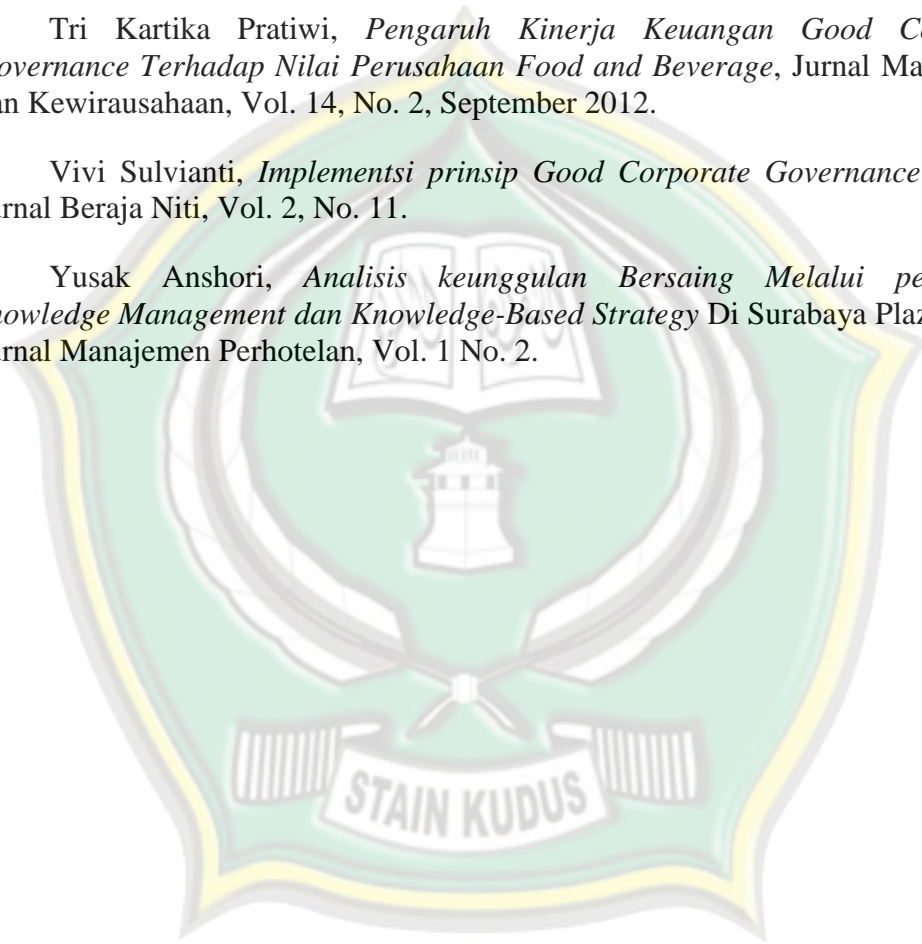 Tri Kartika Pratiwi, Pengaruh Kinerja Keuangan Good Co
overnance Terhadap Nilai Perusahaan Food and Beverage, Jurnal Ma
an Kewirausahaan, Vol. 14, No. 2, September 2012.
Vivi Sulvianti, Implementsi prinsip Good Corporate Governance
rnal Beraja Niti, Vol. 2, No. 11.
Yusak Anshori, Analisis keunggulan Bersaing Melalui pe
nowledge Management dan Knowledge-Based Strategy Di Surabaya Plaz
rnal Manajemen Perhotelan, Vol. 1 No. 2.
STAIN KUDUS